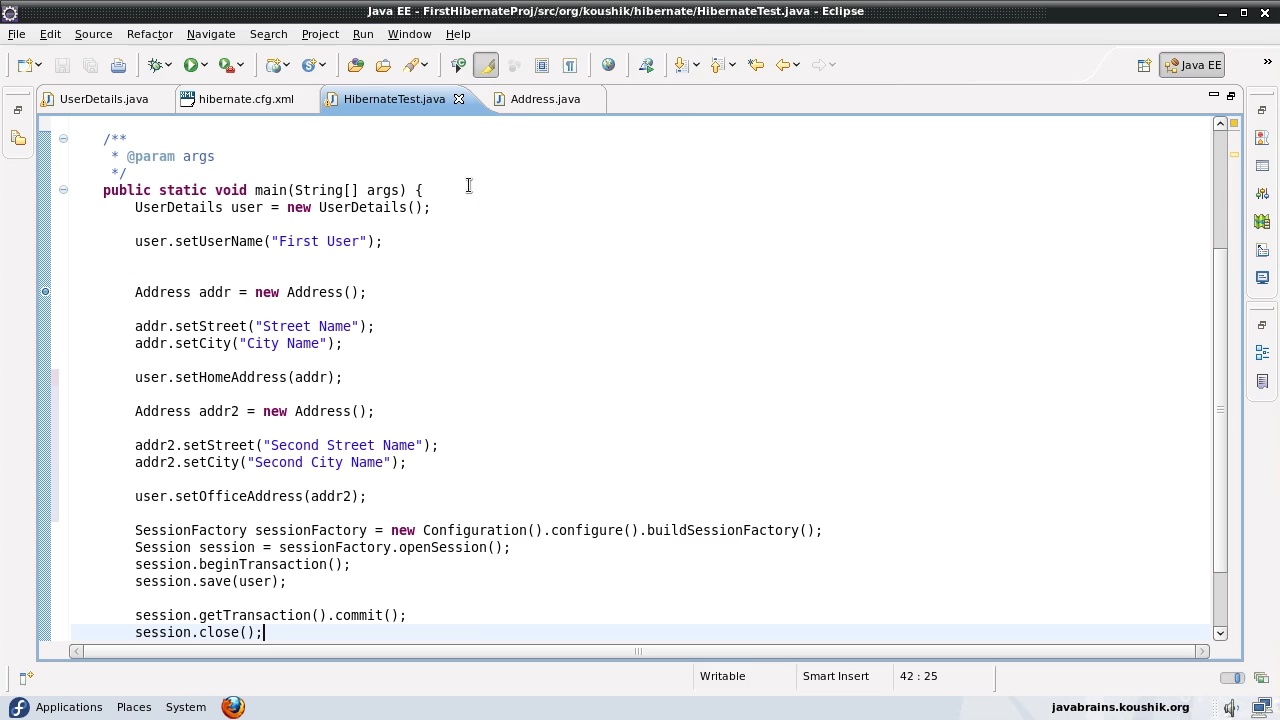 Java EE - FirstHibernateProj/src/org/koushik/hibernate/HibernateTest.java - Eclipse
File Edit Source Refactor Navigate Search Project Run Window Help
Java EE
UserDetails.java hibernate.cfg.xml HibernateTest.java Address.java
/**
* @param args
*/
public static void main(String[] args) {
UserDetails user = new UserDetails();
user.setUserName("First User");
Address addr = new Address();
addr.setStreet("Street Name");
addr.setCity("City Name");
user.setHomeAddress(addr);
Address addr2 = new Address();
addr2.setStreet("Second Street Name");
addr2.setCity("Second City Name");
user.setOfficeAddress(addr2);
SessionFactory sessionFactory = new Configuration().configure().buildSessionFactory();
Session session = sessionFactory.openSession();
session.beginTransaction();
session.save(user);
session.getTransaction().commit();
session.close();
Writable Smart Insert 42 : 25
Applications Places System javabrains.koushik.org